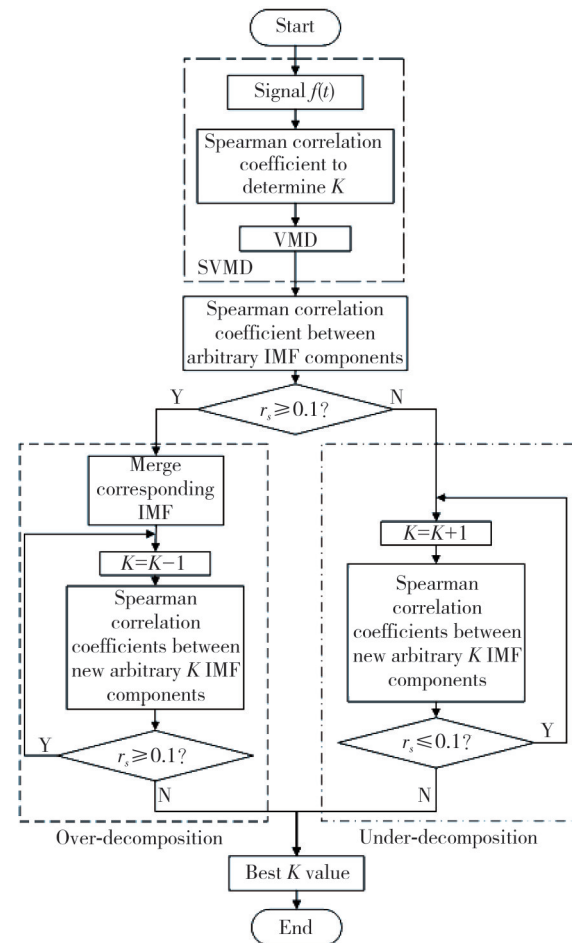 Start
Signal f(t)
Spearman correlation
coefficient to
determine K
VMD
SVMD
Spearman correlation
coefficient between
arbitrary IMF components
Y
rs≥0.1?
N
Merge
corresponding
IMF
K=K−1
Spearman
correlation
coefficients between
new arbitrary K IMF
components
Y
rs≥0.1?
N
Over-decomposition
K=K+1
Spearman
correlation
coefficients between
new arbitrary K IMF
components
rs≤0.1?
Y
N
Under-decomposition
Best K value
End